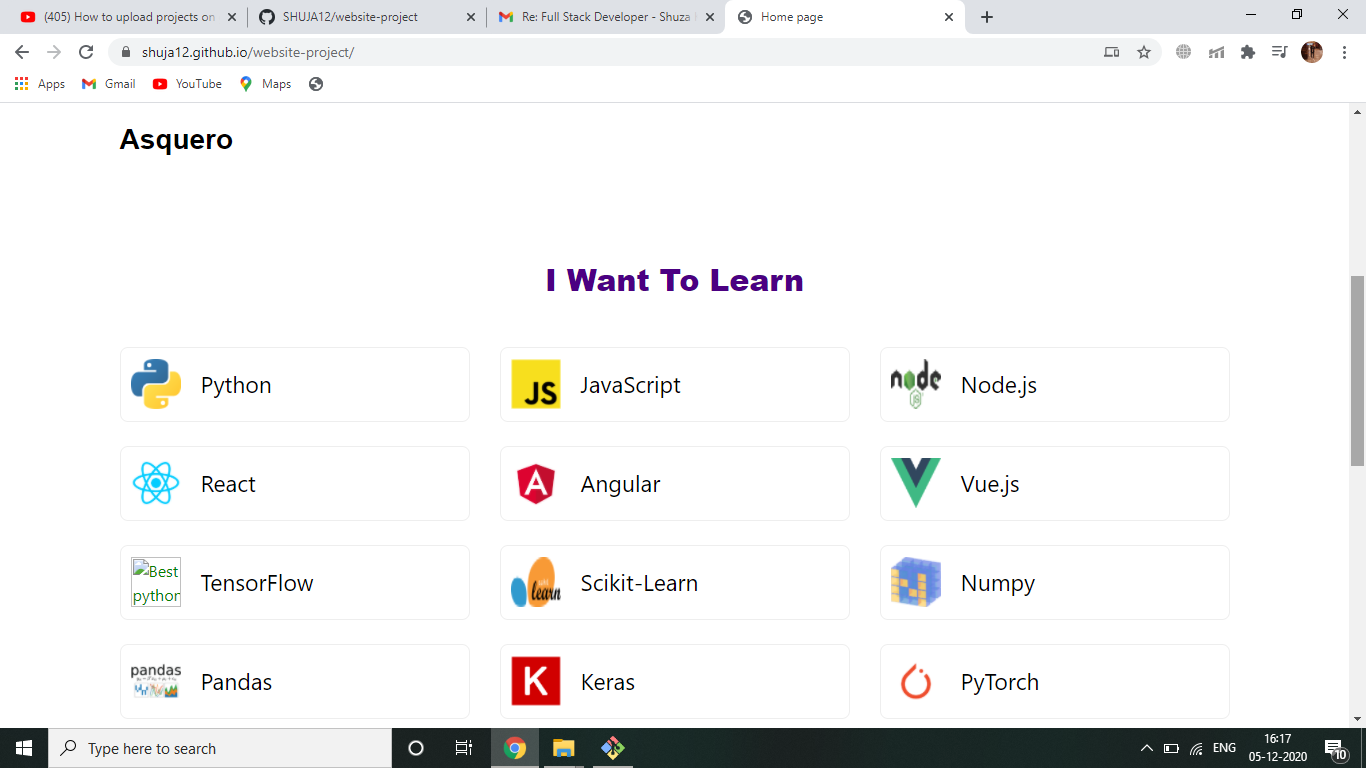 (405) How to upload projects on
SHUJA12/website-project
Re: Full Stack Developer - Shuza
Home page
shuja12.github.io/website-project/
Apps
Gmail
YouTube
Maps
Asquero
I Want To Learn
Python
JS
JavaScript
node
JS
Node.js
React
A
Angular
Vue.js
Best
python
TensorFlow
learn
Scikit-Learn
Numpy
pandas
Pandas
K
Keras
PyTorch
Type here to search
ENG
16:17
05-12-2020
10